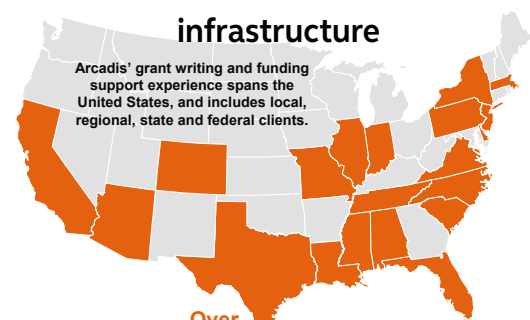 infrastructure
Arcadis’ grant writing and funding
support experience spans the
United States, and includes local,
regional, state and federal clients.
Over